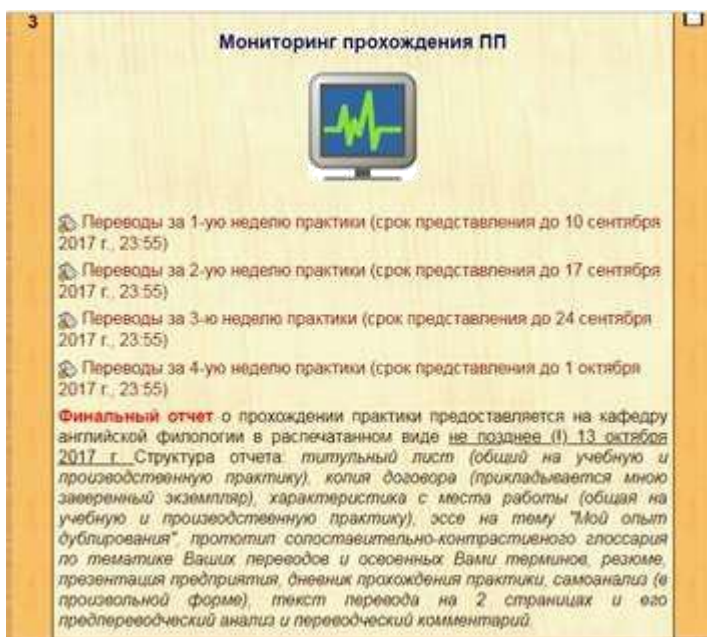 3
Мониторинг прохождения ПП
Переводы за 1-ую неделю практики (срок представления до 10 сентября
2017 г., 23:55)
Переводы за 2-ую неделю практики (срок представления до 17 сентября
2017 г., 23:55)
Переводы за 3-ю неделю практики (срок представления до 24 сентября
2017 г., 23:55)
Переводы за 4-ую неделю практики (срок представления до 1 октября
2017 г., 23:55)
Финальный отчет о прохождении практики предоставляется на кафедру
английской филологии в распечатанном виде не позднее (!) 13 октября
2017 г. Структура отчета: титульный лист (общий на учебную и
производственную практику), копия договора (прикладывается мною
заверенный экземпляр), характеристика с места работы (общая на
учебную и производственную практику), эссе на тему "Мой опыт
дублирования", прототип сопоставительно-контрастивного глоссария
по тематике Ваших переводов и освоенных Вами терминов, резюме,
презентация предприятия, дневник прохождения практики, самоанализ (в
произвольной форме), текст перевода на 2 страницах и его
предпереводческий анализ и переводческий комментарий.